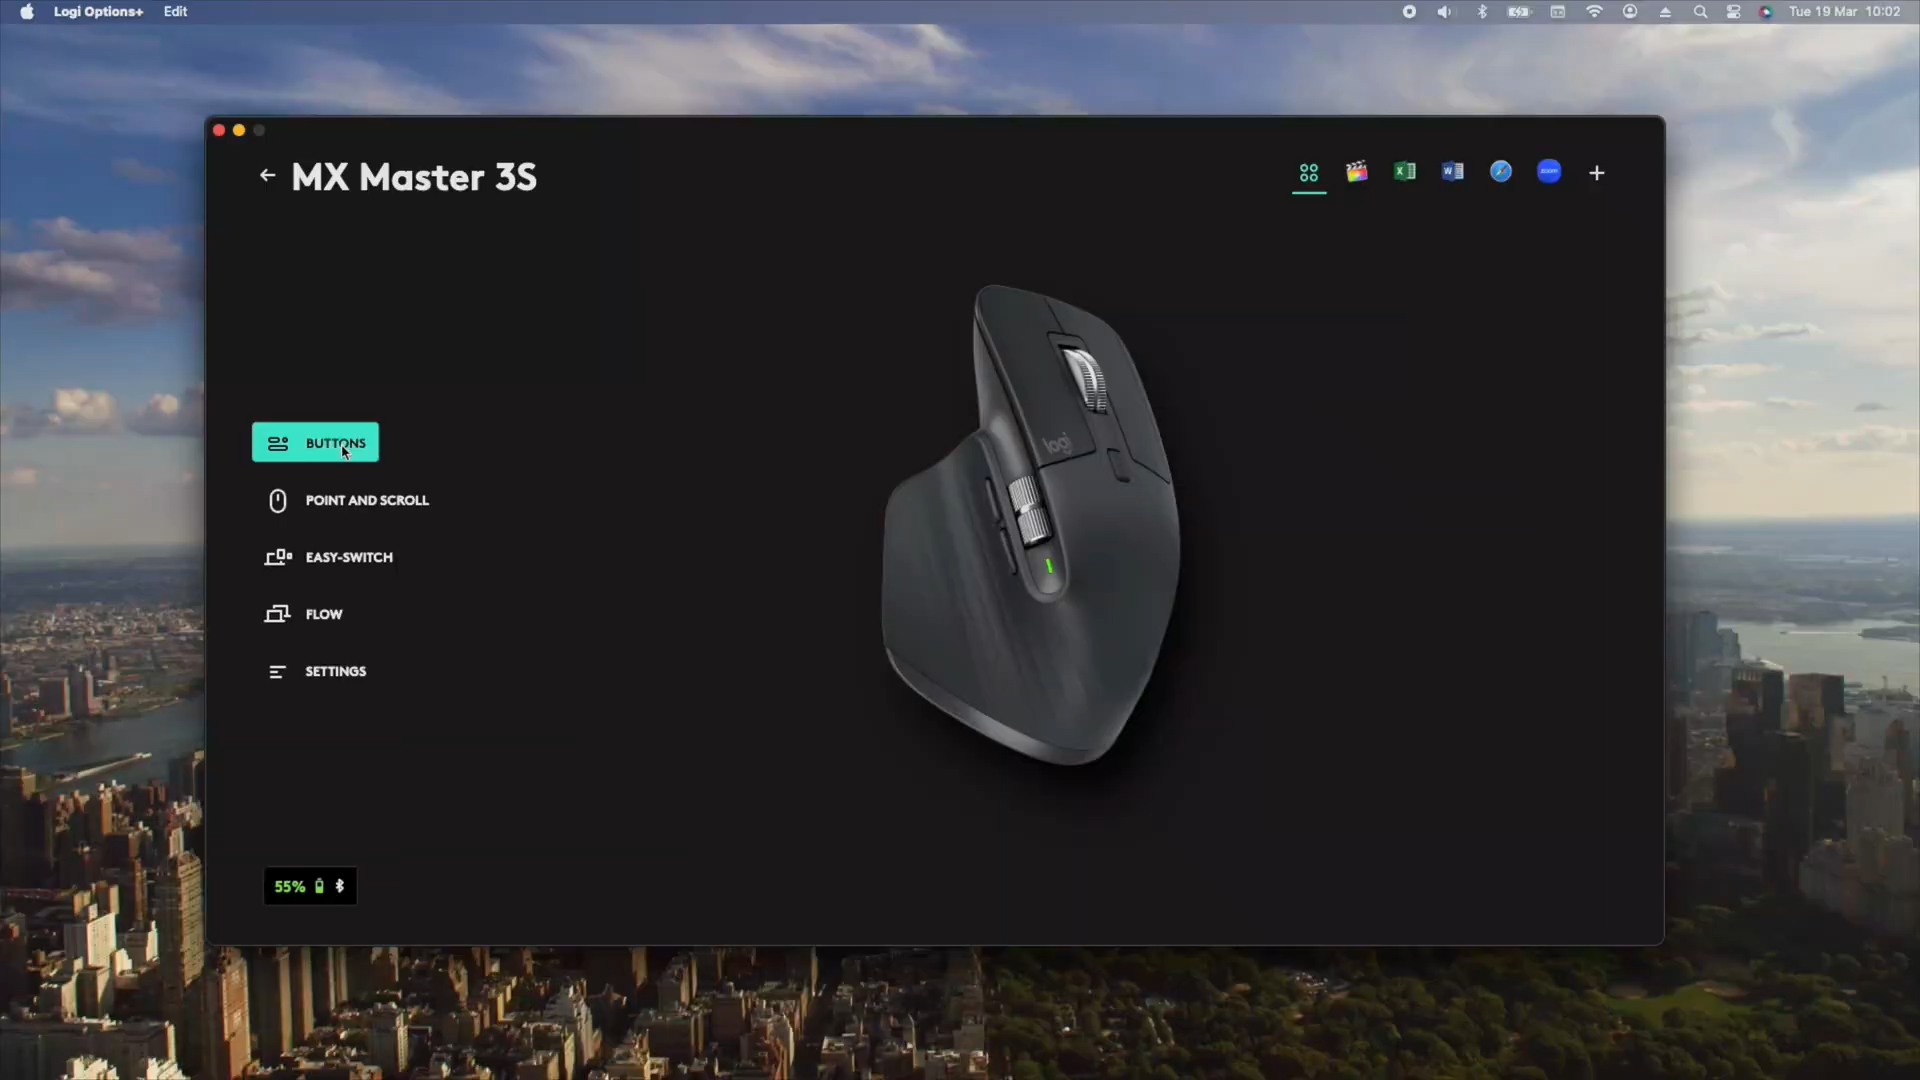 Logi Options+ Edit
Tue 19 Mar 10:02
MX Master 3S
BUTTONS
POINT AND SCROLL
EASY-SWITCH
FLOW
SETTINGS
logi
55%